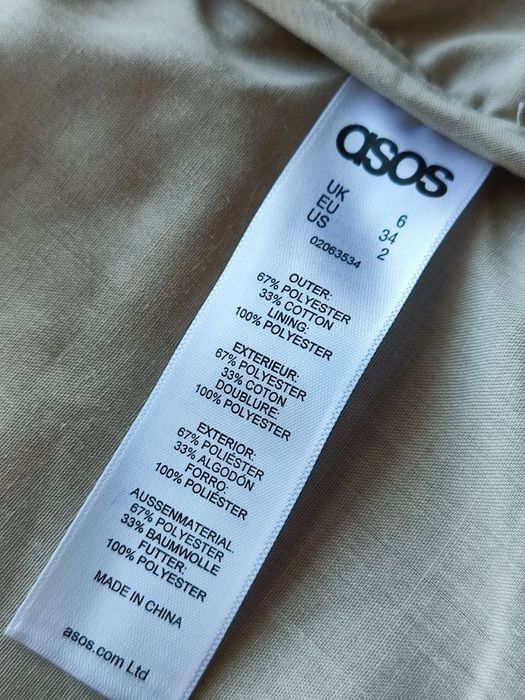 asos
UK 6
EU 34
US 2
02063534
OUTER:
67% POLYESTER
33% COTTON
LINING:
100% POLYESTER
EXTERIEUR:
67% POLYESTER
33% COTON
DOUBLURE:
100% POLYESTER
EXTERIOR:
67% POLIÉSTER
33% ALGODÓN
FORRO:
100% POLIÉSTER
AUSSENMATERIAL
67% POLYESTER
33% BAUMWOLLE
FUTTER:
100% POLYESTER
MADE IN CHINA
asos.com Ltd